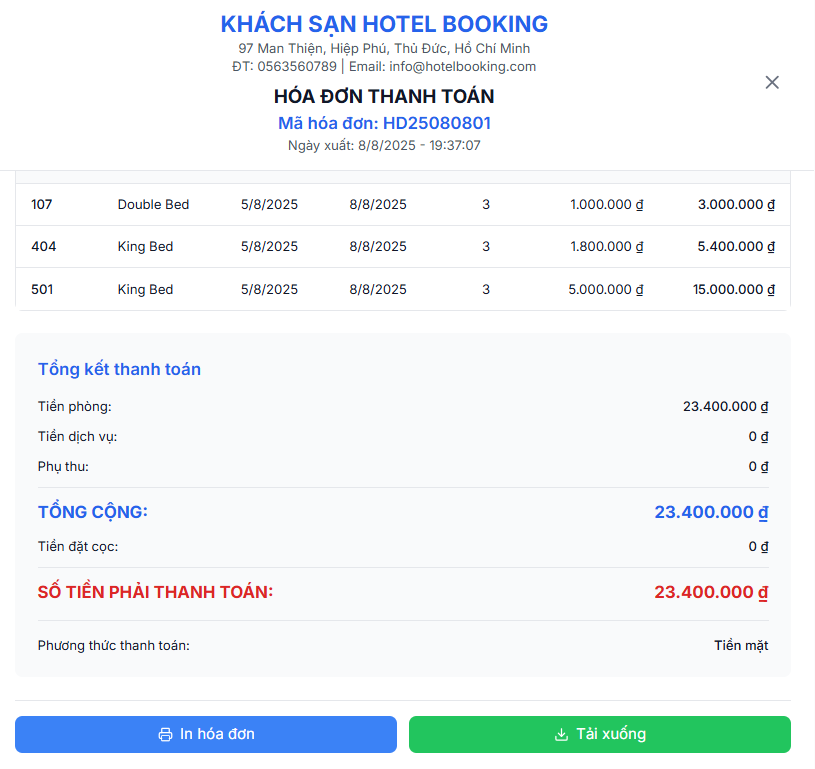 KHÁCH SẠN HOTEL BOOKING
97 Man Thiện, Hiệp Phú, Thủ Đức, Hồ Chí Minh
ĐT: 0563560789 | Email: info@hotelbooking.com
HÓA ĐƠN THANH TOÁN
Mã hóa đơn: HD25080801
Ngày xuất: 8/8/2025 - 19:37:07
107 Double Bed 5/8/2025 8/8/2025 3 1.000.000 ₫ 3.000.000 ₫
404 King Bed 5/8/2025 8/8/2025 3 1.800.000 ₫ 5.400.000 ₫
501 King Bed 5/8/2025 8/8/2025 3 5.000.000 ₫ 15.000.000 ₫
Tổng kết thanh toán
Tiền phòng: 23.400.000 ₫
Tiền dịch vụ: 0 ₫
Phụ thu: 0 ₫
TỔNG CỘNG: 23.400.000 ₫
Tiền đặt cọc: 0 ₫
SỐ TIỀN PHẢI THANH TOÁN: 23.400.000 ₫
Phương thức thanh toán: Tiền mặt
In hóa đơn Tải xuống